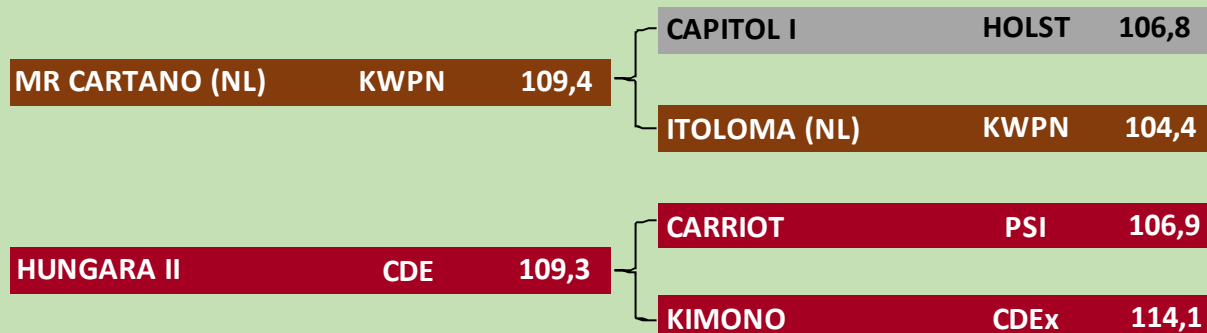 CAPITOL I HOLST 106,8
MR CARTANO (NL) KWPN 109,4
ITOLOMA (NL) KWPN 104,4
CARRIOT PSI 106,9
HUNGARA II CDE 109,3
KIMONO CDEx 114,1